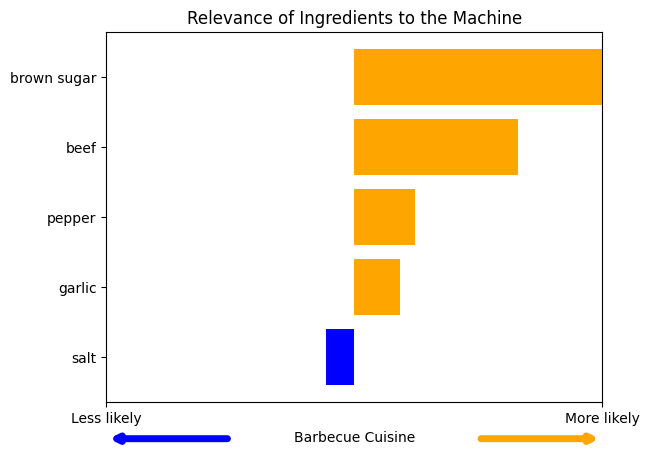 Relevance of Ingredients to the Machine
brown sugar
beef
pepper
garlic
salt
Less likely
More likely
Barbecue Cuisine